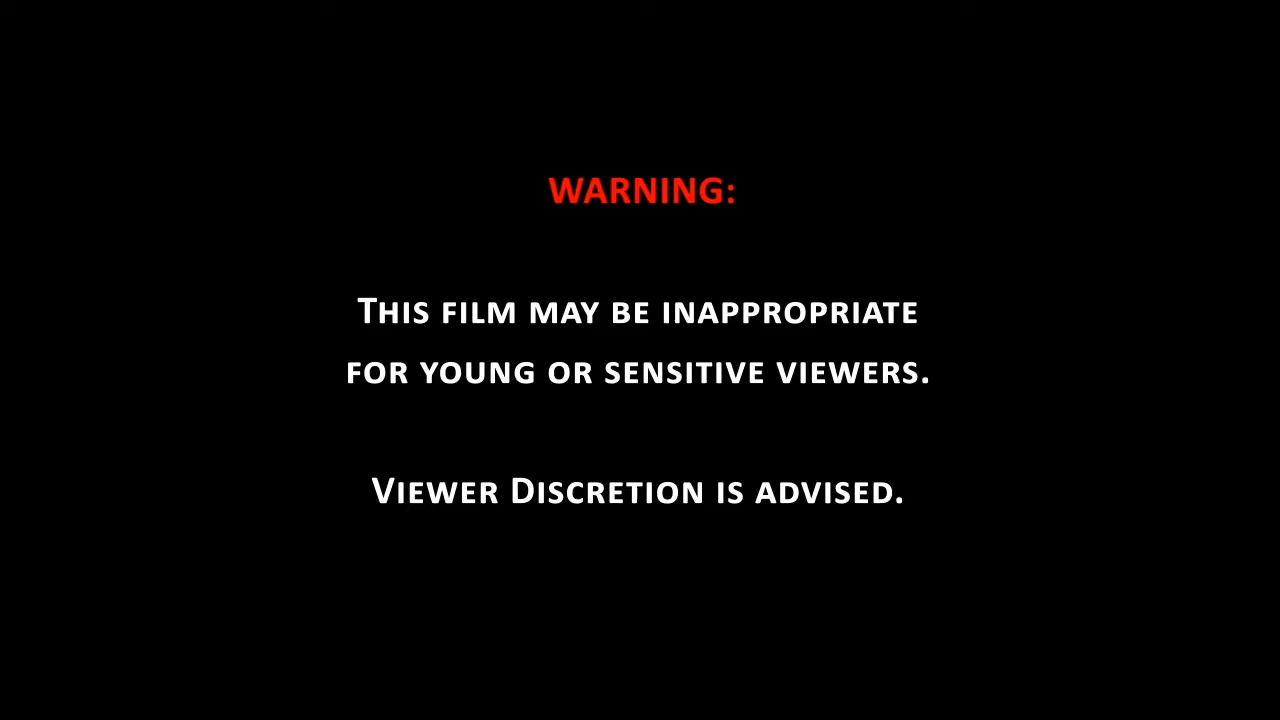 WARNING:
This film may be inappropriate
for young or sensitive viewers.
Viewer Discretion is advised.